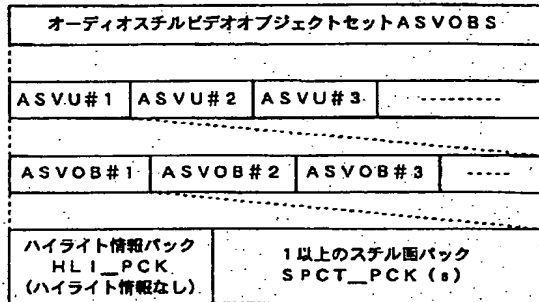 オーディオスチルビデオオブジェクトセットASVOBS
ASVU#1 ASVU#2 ASVU#3 --------
ASVOB#1 ASVOB#2 ASVOB#3 -----
ハイライト情報パック
HLI_PCK
(ハイライト情報なし)
1以上のスチル画パック
SPCT_PCK(s)